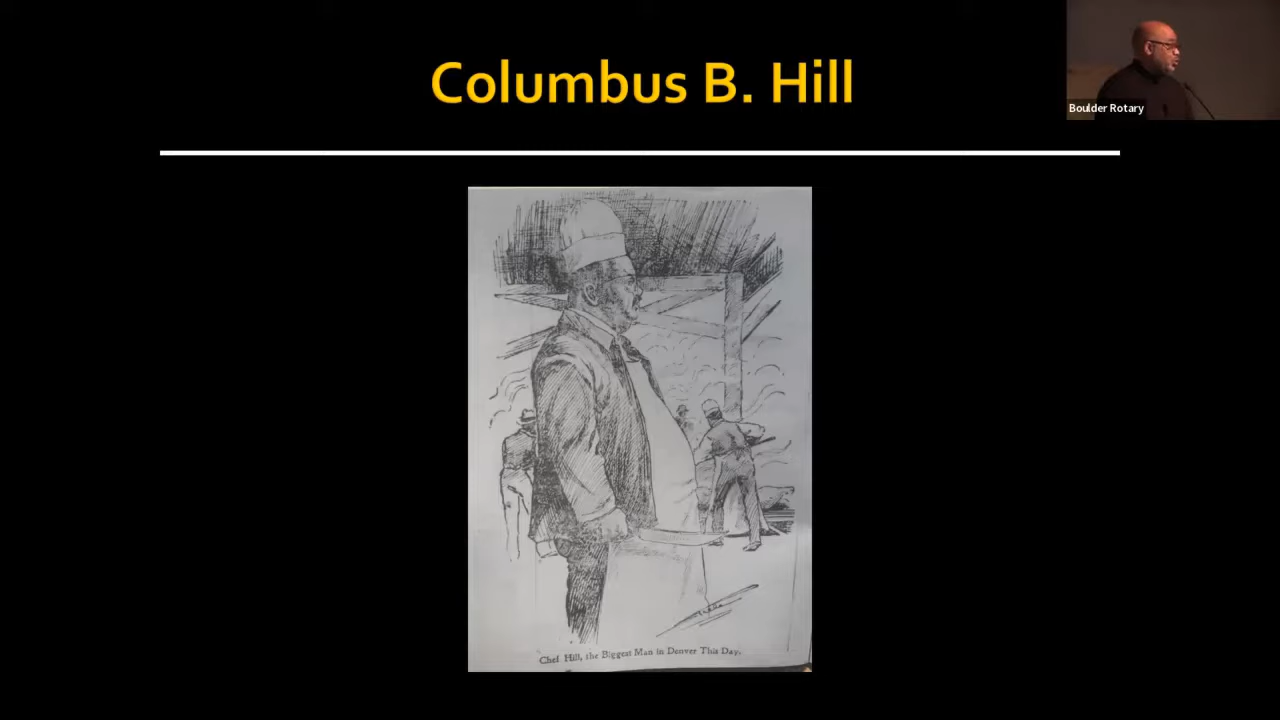 Columbus B. Hill
Boulder Rotary
Chef Hill, the Biggest Man in Denver This Day.